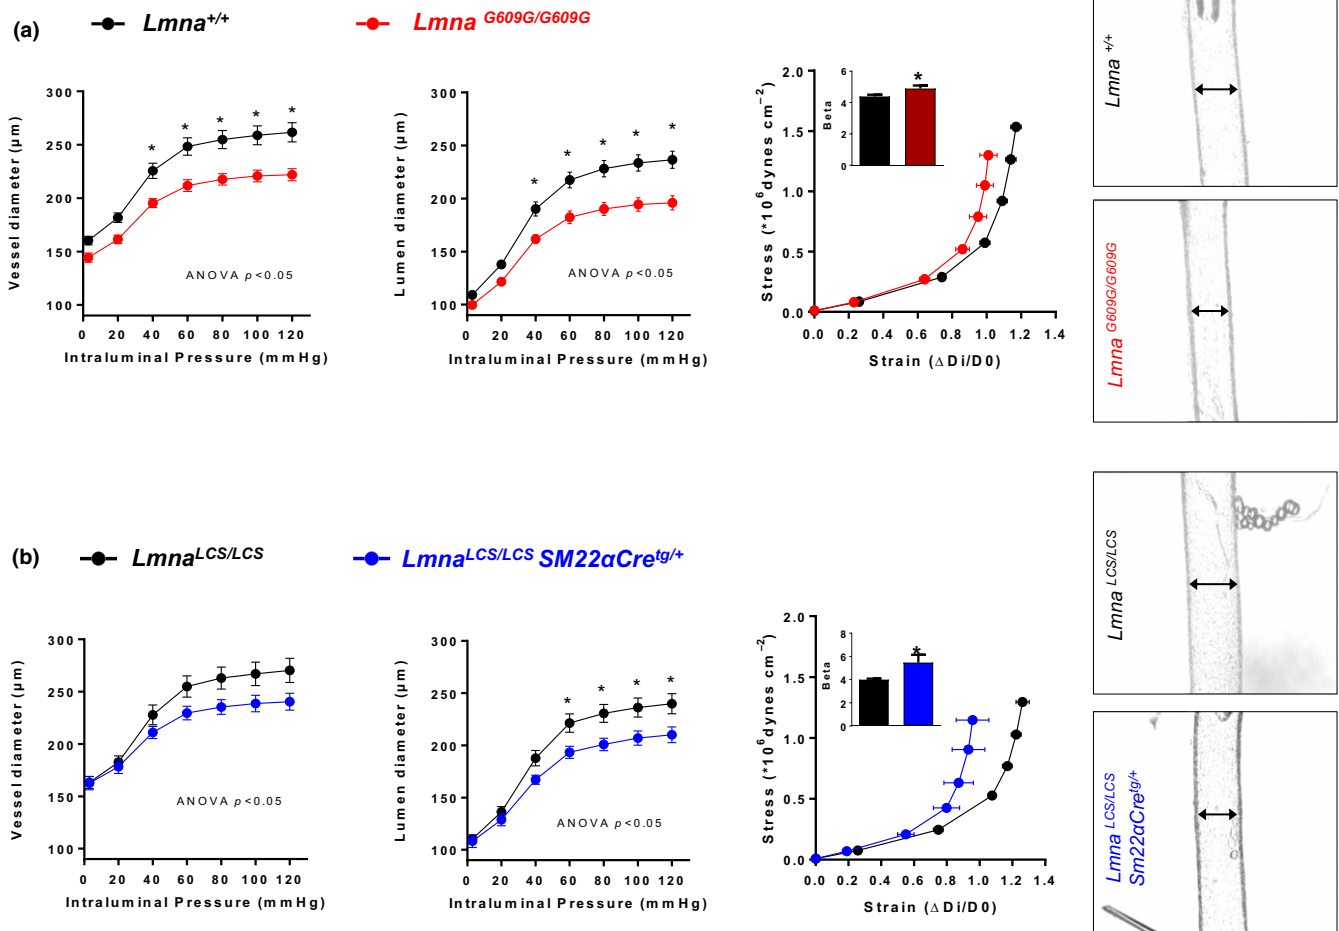 (a) Lmna+/+ Lmna G609G/G609G
Vessel diameter (µm)
300
250
200
150
100
* * * * *
ANOVA p<0.05
0 20 40 60 80 100 120
Intraluminal Pressure (mmHg)
Lumen diameter (µm)
300
250
200
150
100
* * * * *
ANOVA p<0.05
0 20 40 60 80 100 120
Intraluminal Pressure (mmHg)
Stress (*10⁶dynes cm⁻²)
2.0
1.5
1.0
0.5
0.0
Beta
6
4
2
0
*
0.0 0.2 0.4 0.6 0.8 1.0 1.2 1.4
Strain (ΔDi/D0)
Lmna +/+
Lmna G609G/G609G
(b) LmnaLCS/LCS LmnaLCS/LCS SM22αCretg/+
Vessel diameter (µm)
300
250
200
150
100
ANOVA p<0.05
0 20 40 60 80 100 120
Intraluminal Pressure (mmHg)
Lumen diameter (µm)
300
250
200
150
100
* * * *
ANOVA p<0.05
0 20 40 60 80 100 120
Intraluminal Pressure (mmHg)
Stress (*10⁶dynes cm⁻²)
2.0
1.5
1.0
0.5
0.0
Beta
8
6
4
2
0
*
0.0 0.2 0.4 0.6 0.8 1.0 1.2 1.4
Strain (ΔDi/D0)
Lmna LCS/LCS
Lmna LCS/LCS
Sm22αCretg/+